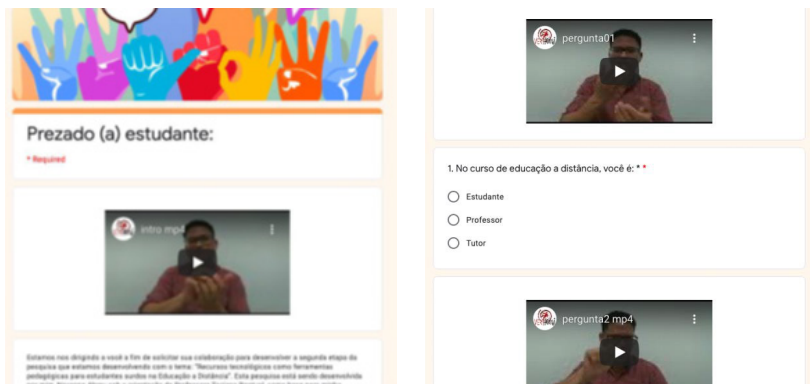 Prezado (a) estudante:
* Required
intro mp4
Estamos nos dirigindo a você a fim de solicitar sua colaboração para desenvolver a segunda etapa da
pesquisa que estamos desenvolvendo com o tema: "Recursos tecnológicos como ferramentas
pedagógicas para estudantes surdos na Educação a Distância". Esta pesquisa está sendo desenvolvida
pergunta01
1. No curso de educação a distância, você é: * *
Estudante
Professor
Tutor
pergunta2 mp4